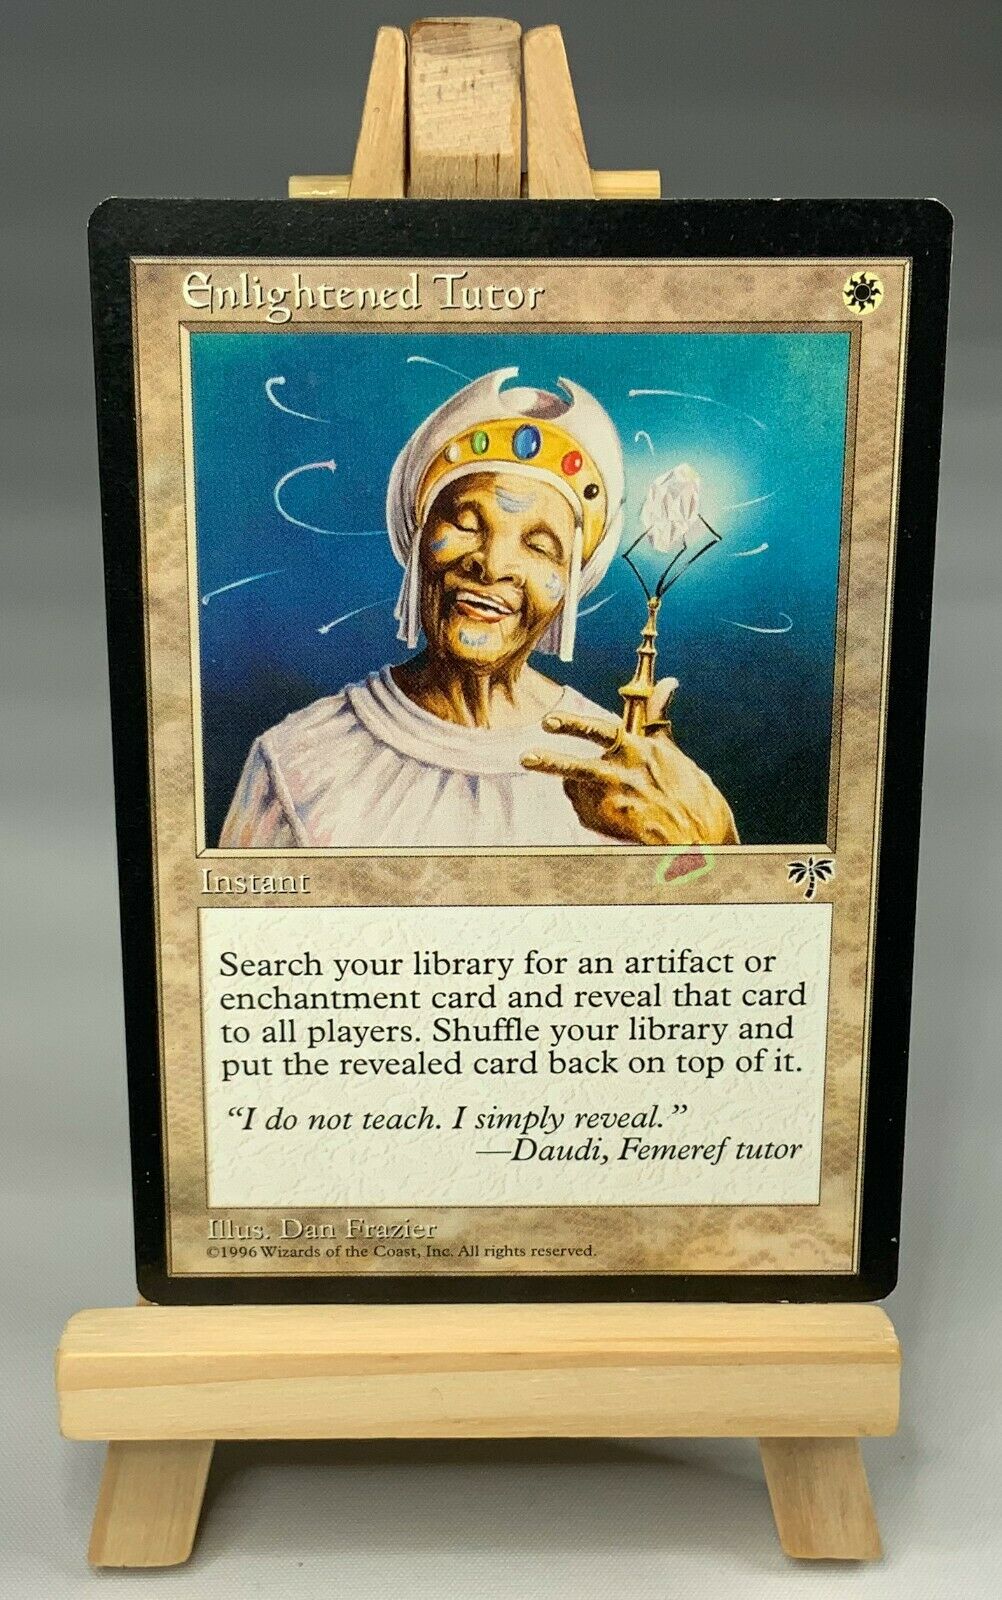 Enlightened Tutor
Instant
Search your library for an artifact or
enchantment card and reveal that card
to all players. Shuffle your library and
put the revealed card back on top of it.
“I do not teach. I simply reveal.”
—Daudi, Femeref tutor
Illus. Dan Frazier
©1996 Wizards of the Coast, Inc. All rights reserved.